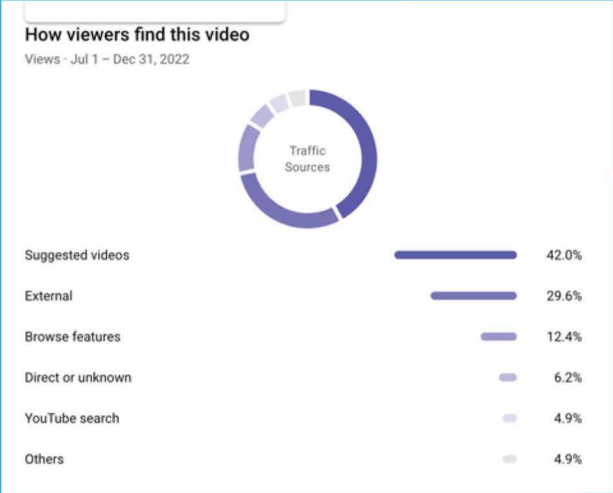 How viewers find this video
Views · Jul 1 – Dec 31, 2022
Traffic
Sources
Suggested videos 42.0%
External 29.6%
Browse features 12.4%
Direct or unknown 6.2%
YouTube search 4.9%
Others 4.9%